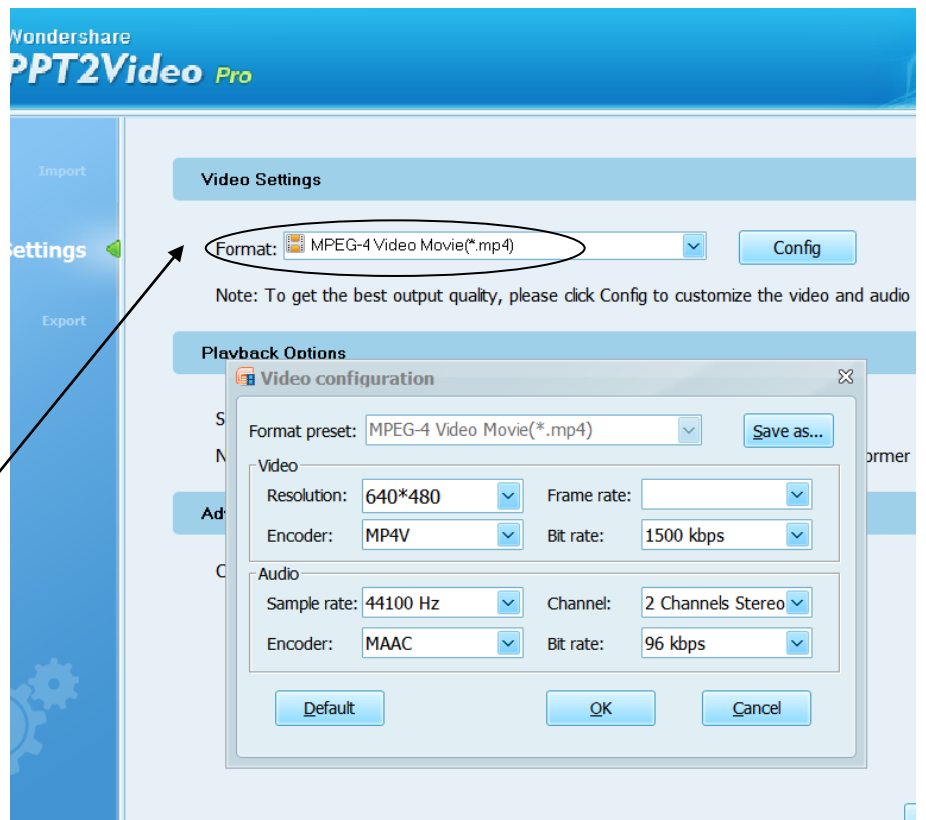 Wondershare
PPT2Video Pro
Import
Settings
Export
Video Settings
Format: MPEG-4 Video Movie(*.mp4) Config
Note: To get the best output quality, please click Config to customize the video and audio
Playback Options
Video configuration
S
Format preset: MPEG-4 Video Movie(*.mp4) Save as...
N
ormer
Video
Resolution: 640*480 Frame rate:
Ad
Encoder: MP4V Bit rate: 1500 kbps
C
Audio
Sample rate: 44100 Hz Channel: 2 Channels Stereo
Encoder: MAAC Bit rate: 96 kbps
Default OK Cancel